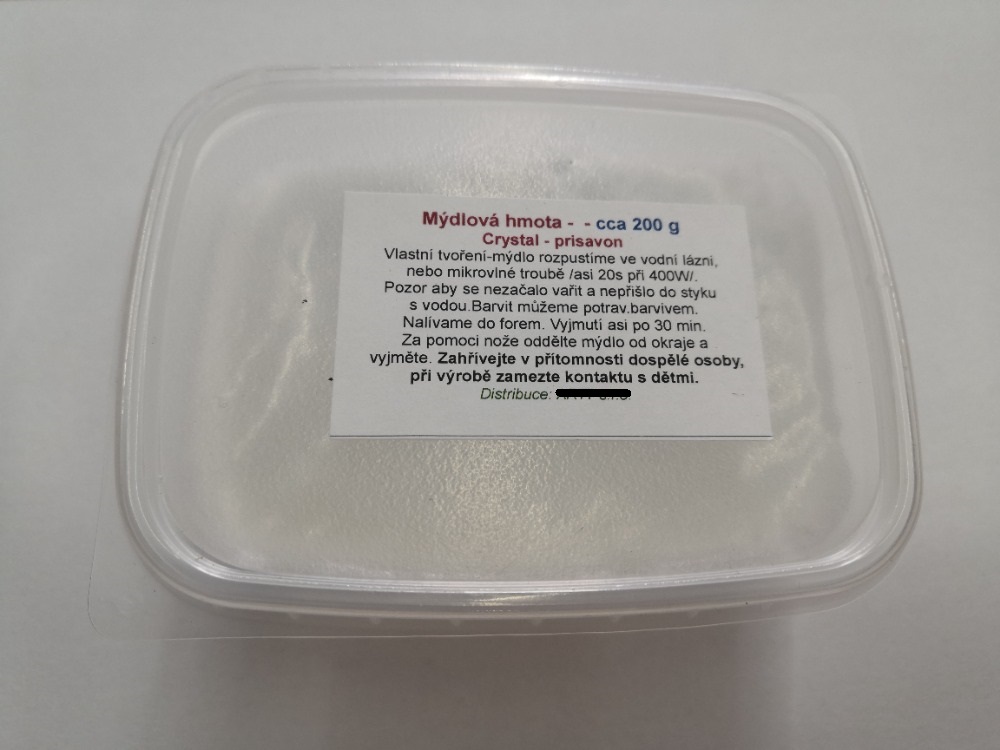 Mýdlová hmota - - cca 200 g
Crystal - prisavon
Vlastní tvoření-mýdlo rozpustíme ve vodní lázni,
nebo mikrovlné troubě /asi 20s při 400W/.
Pozor aby se nezačalo vařit a nepřišlo do styku
s vodou.Barvit můžeme potrav.barvivem.
Nalívame do forem. Vyjmutí asi po 30 min.
Za pomoci nože oddělte mýdlo od okraje a
vyjměte. Zahřívejte v přítomnosti dospělé osoby,
při výrobě zamezte kontaktu s dětmi.
Distribuce: